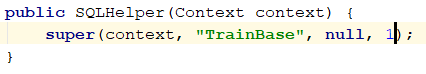 public SQLHelper(Context context) {
    super(context, "TrainBase", null, 1);
}